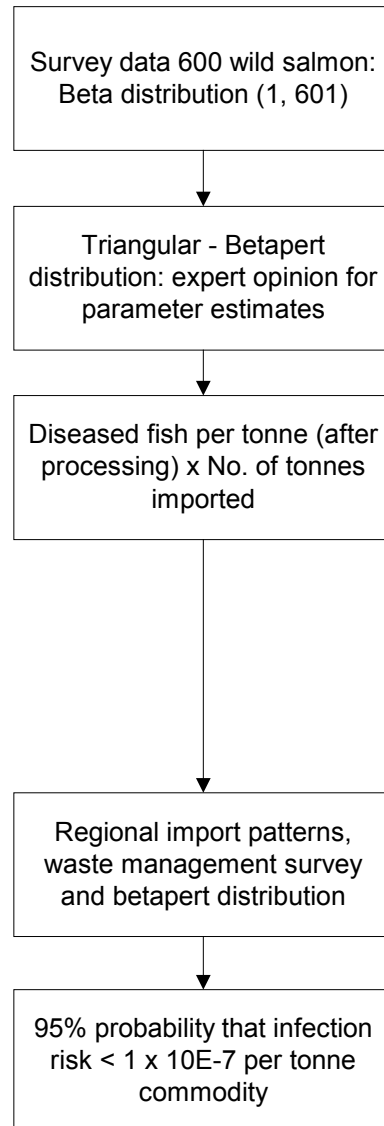 Survey data 600 wild salmon:
Beta distribution (1, 601)
Triangular - Betapert
distribution: expert opinion for
parameter estimates
Diseased fish per tonne (after
processing) x No. of tonnes
imported
Regional import patterns,
waste management survey
and betapert distribution
95% probability that infection
risk < 1 x 10E-7 per tonne
commodity